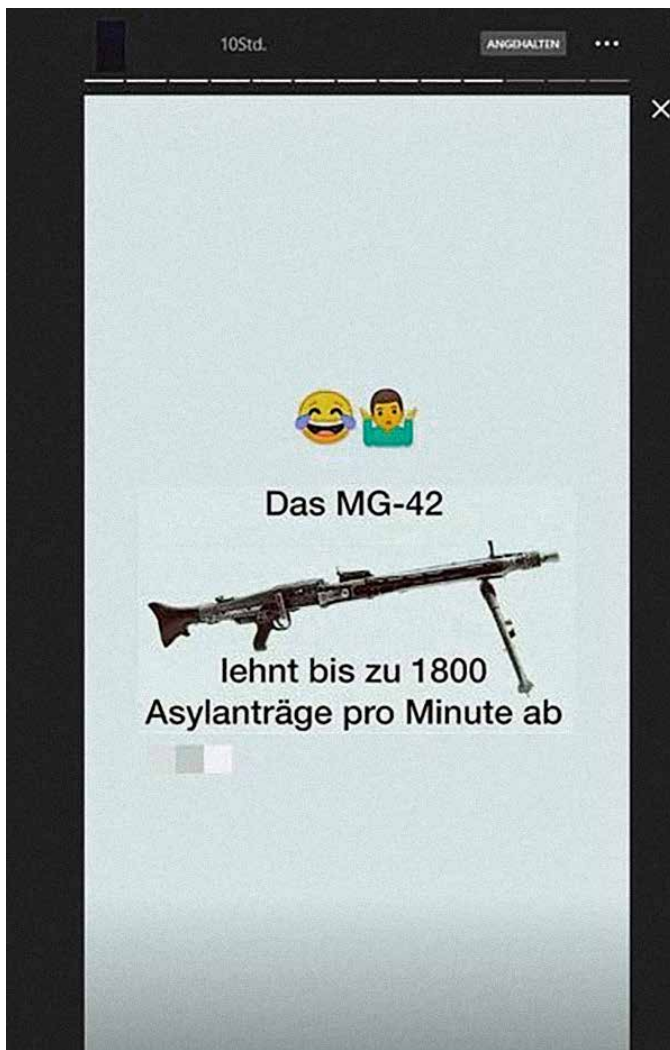 10Std.
ANGEHALTEN
Das MG-42
lehnt bis zu 1800
Asylanträge pro Minute ab